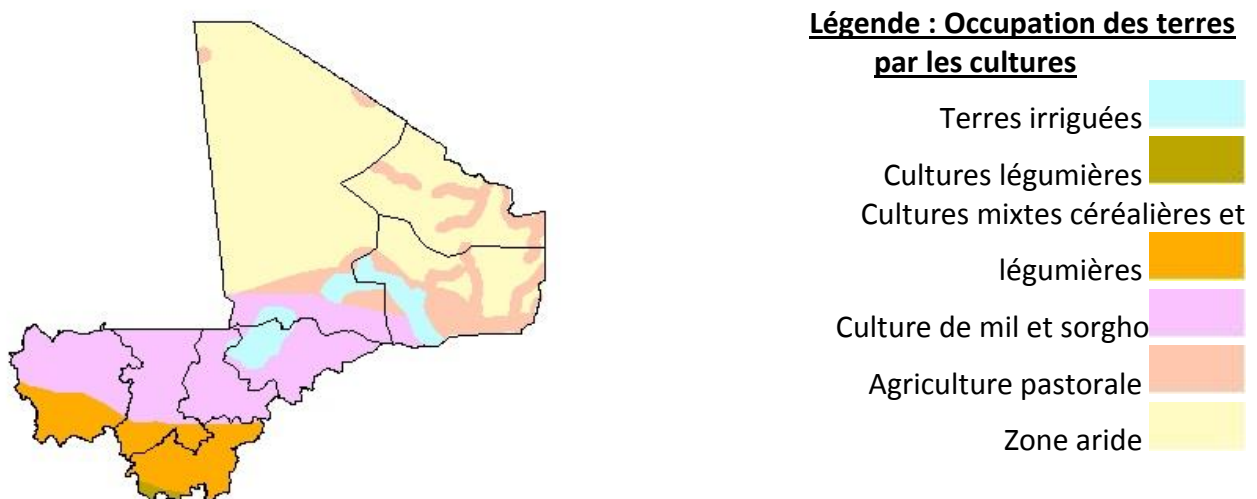 Légende : Occupation des terres
par les cultures
Terres irriguées
Cultures légumières
Cultures mixtes céréalières et
légumières
Culture de mil et sorgho
Agriculture pastorale
Zone aride